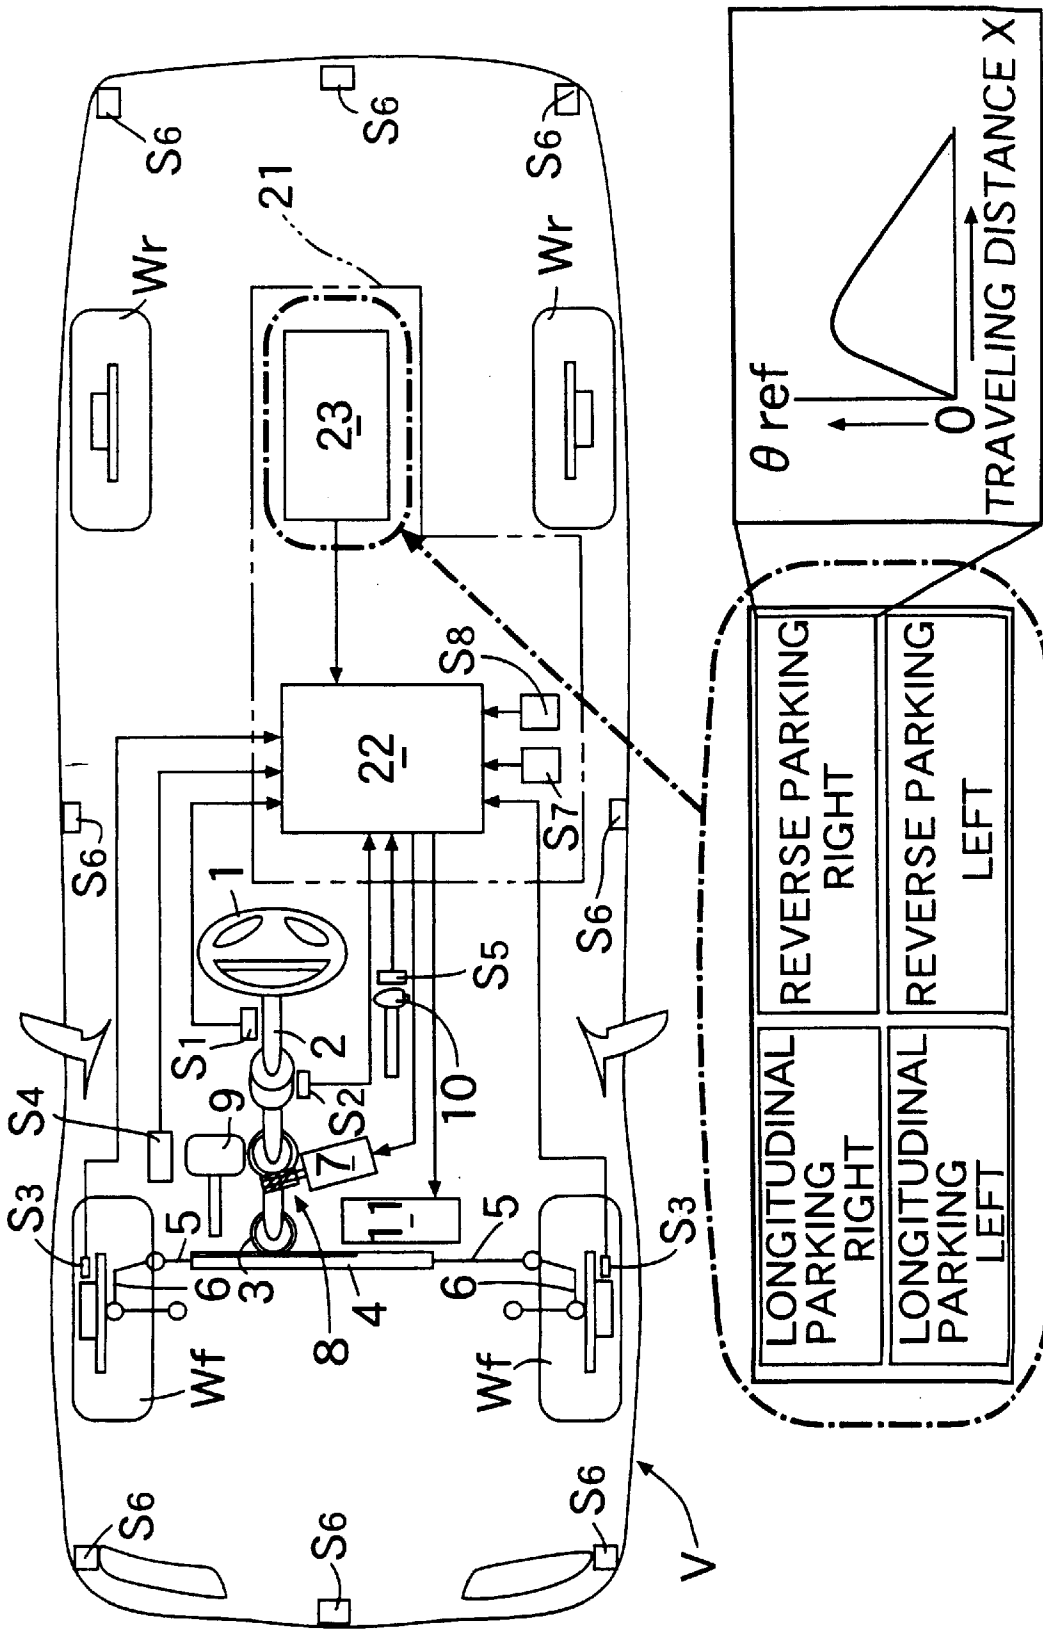 S3
S4
S6
S6
Wr
S6
5
S1
Wf
6
9
1
3
21
S6
8
7
S2
2
22
23
S6
4
11
6
10
S8
Wf
5
S5
S7
Wr
S6
S6
S6
S3
V
LONGITUDINAL
PARKING
RIGHT
REVERSE PARKING
RIGHT
LONGITUDINAL
PARKING
LEFT
REVERSE PARKING
LEFT
θ ref
0
TRAVELING DISTANCE X